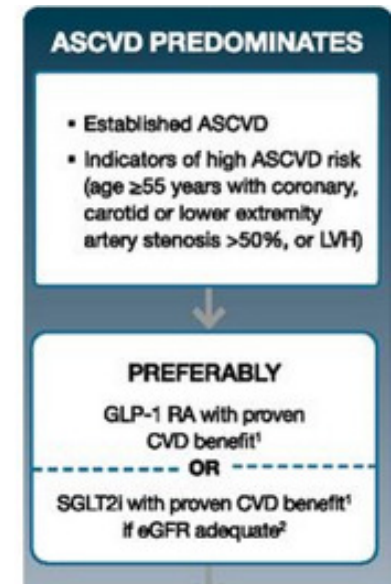 ASCVD PREDOMINATES
▪ Established ASCVD
▪ Indicators of high ASCVD risk
(age ≥55 years with coronary,
carotid or lower extremity
artery stenosis >50%, or LVH)
PREFERABLY
GLP-1 RA with proven
CVD benefit¹
OR
SGLT2i with proven CVD benefit¹
if eGFR adequate²